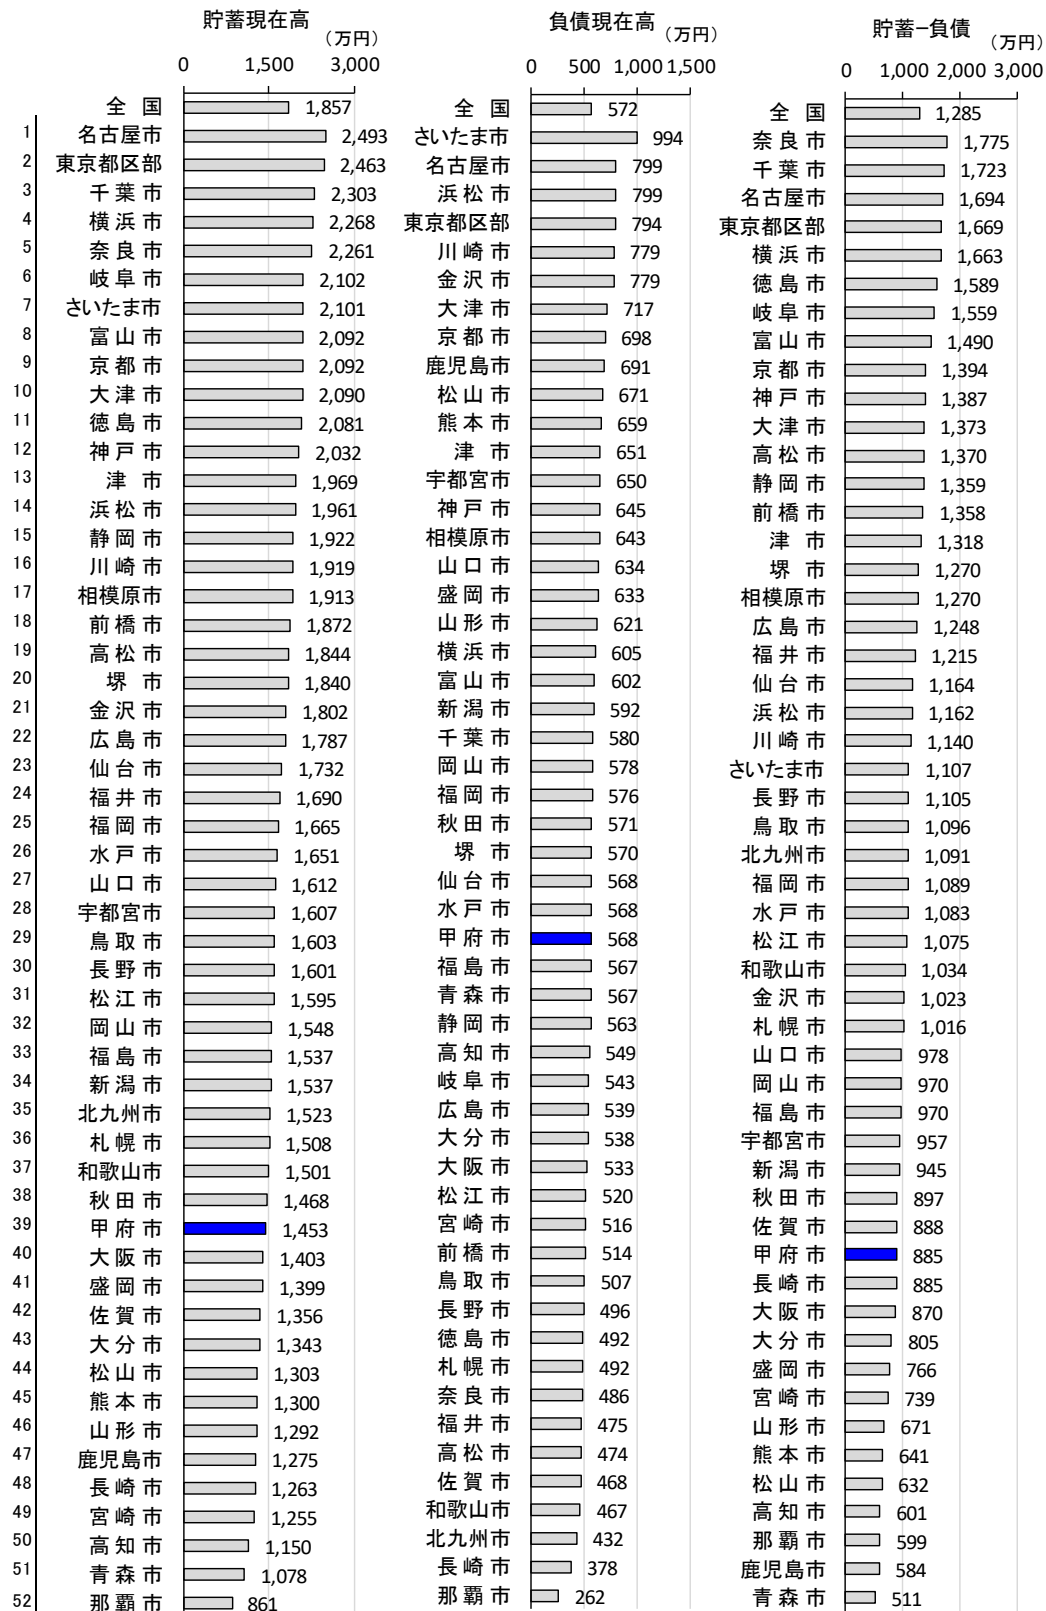 貯蓄現在高 負債現在高 貯蓄−負債
（万円） （万円） （万円）
0 1,500 3,000 0 500 1,000 1,500 0 1,000 2,000 3,000
全国 1,857 全国 572 全国 1,285
1 名古屋市 2,493 さいたま市 994 奈良市 1,775
2 東京都区部 2,463 名古屋市 799 千葉市 1,723
3 千葉市 2,303 浜松市 799 名古屋市 1,694
4 横浜市 2,268 東京都区部 794 東京都区部 1,669
5 奈良市 2,261 川崎市 779 横浜市 1,663
6 岐阜市 2,102 金沢市 779 徳島市 1,589
7 さいたま市 2,101 大津市 717 岐阜市 1,559
8 富山市 2,092 京都市 698 富山市 1,490
9 京都市 2,092 鹿児島市 691 京都市 1,394
10 大津市 2,090 松山市 671 神戸市 1,387
11 徳島市 2,081 熊本市 659 大津市 1,373
12 神戸市 2,032 津市 651 高松市 1,370
13 津市 1,969 宇都宮市 650 静岡市 1,359
14 浜松市 1,961 神戸市 645 前橋市 1,358
15 静岡市 1,922 相模原市 643 津市 1,318
16 川崎市 1,919 山口市 634 堺市 1,270
17 相模原市 1,913 盛岡市 633 相模原市 1,270
18 前橋市 1,872 山形市 621 広島市 1,248
19 高松市 1,844 横浜市 605 福井市 1,215
20 堺市 1,840 富山市 602 仙台市 1,164
21 金沢市 1,802 新潟市 592 浜松市 1,162
22 広島市 1,787 千葉市 580 川崎市 1,140
23 仙台市 1,732 岡山市 578 さいたま市 1,107
24 福井市 1,690 福岡市 576 長野市 1,105
25 福岡市 1,665 秋田市 571 鳥取市 1,096
26 水戸市 1,651 堺市 570 北九州市 1,091
27 山口市 1,612 仙台市 568 福岡市 1,089
28 宇都宮市 1,607 水戸市 568 水戸市 1,083
29 鳥取市 1,603 甲府市 568 松江市 1,075
30 長野市 1,601 福島市 567 和歌山市 1,034
31 松江市 1,595 青森市 567 金沢市 1,023
32 岡山市 1,548 静岡市 563 札幌市 1,016
33 福島市 1,537 高知市 549 山口市 978
34 新潟市 1,537 岐阜市 543 岡山市 970
35 北九州市 1,523 広島市 539 福島市 970
36 札幌市 1,508 大分市 538 宇都宮市 957
37 和歌山市 1,501 大阪市 533 新潟市 945
38 秋田市 1,468 松江市 520 秋田市 897
39 甲府市 1,453 宮崎市 516 佐賀市 888
40 大阪市 1,403 前橋市 514 甲府市 885
41 盛岡市 1,399 鳥取市 507 長崎市 885
42 佐賀市 1,356 長野市 496 大阪市 870
43 大分市 1,343 徳島市 492 大分市 805
44 松山市 1,303 札幌市 492 盛岡市 766
45 熊本市 1,300 奈良市 486 宮崎市 739
46 山形市 1,292 福井市 475 山形市 671
47 鹿児島市 1,275 高松市 474 熊本市 641
48 長崎市 1,263 佐賀市 468 松山市 632
49 宮崎市 1,255 和歌山市 467 高知市 601
50 高知市 1,150 北九州市 432 那覇市 599
51 青森市 1,078 長崎市 378 鹿児島市 584
52 那覇市 861 那覇市 262 青森市 511